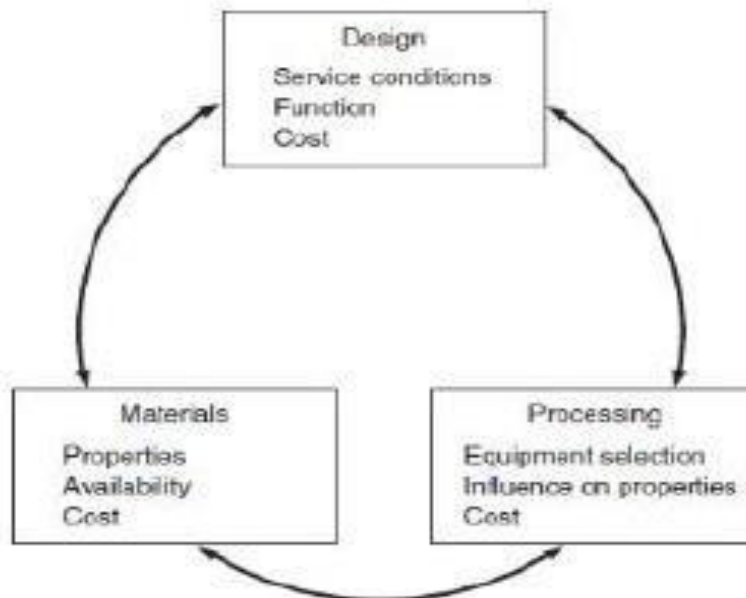 Design
Service conditions
Function
Cost
Materials
Properties
Availability
Cost
Processing
Equipment selection
Influence on properties
Cost